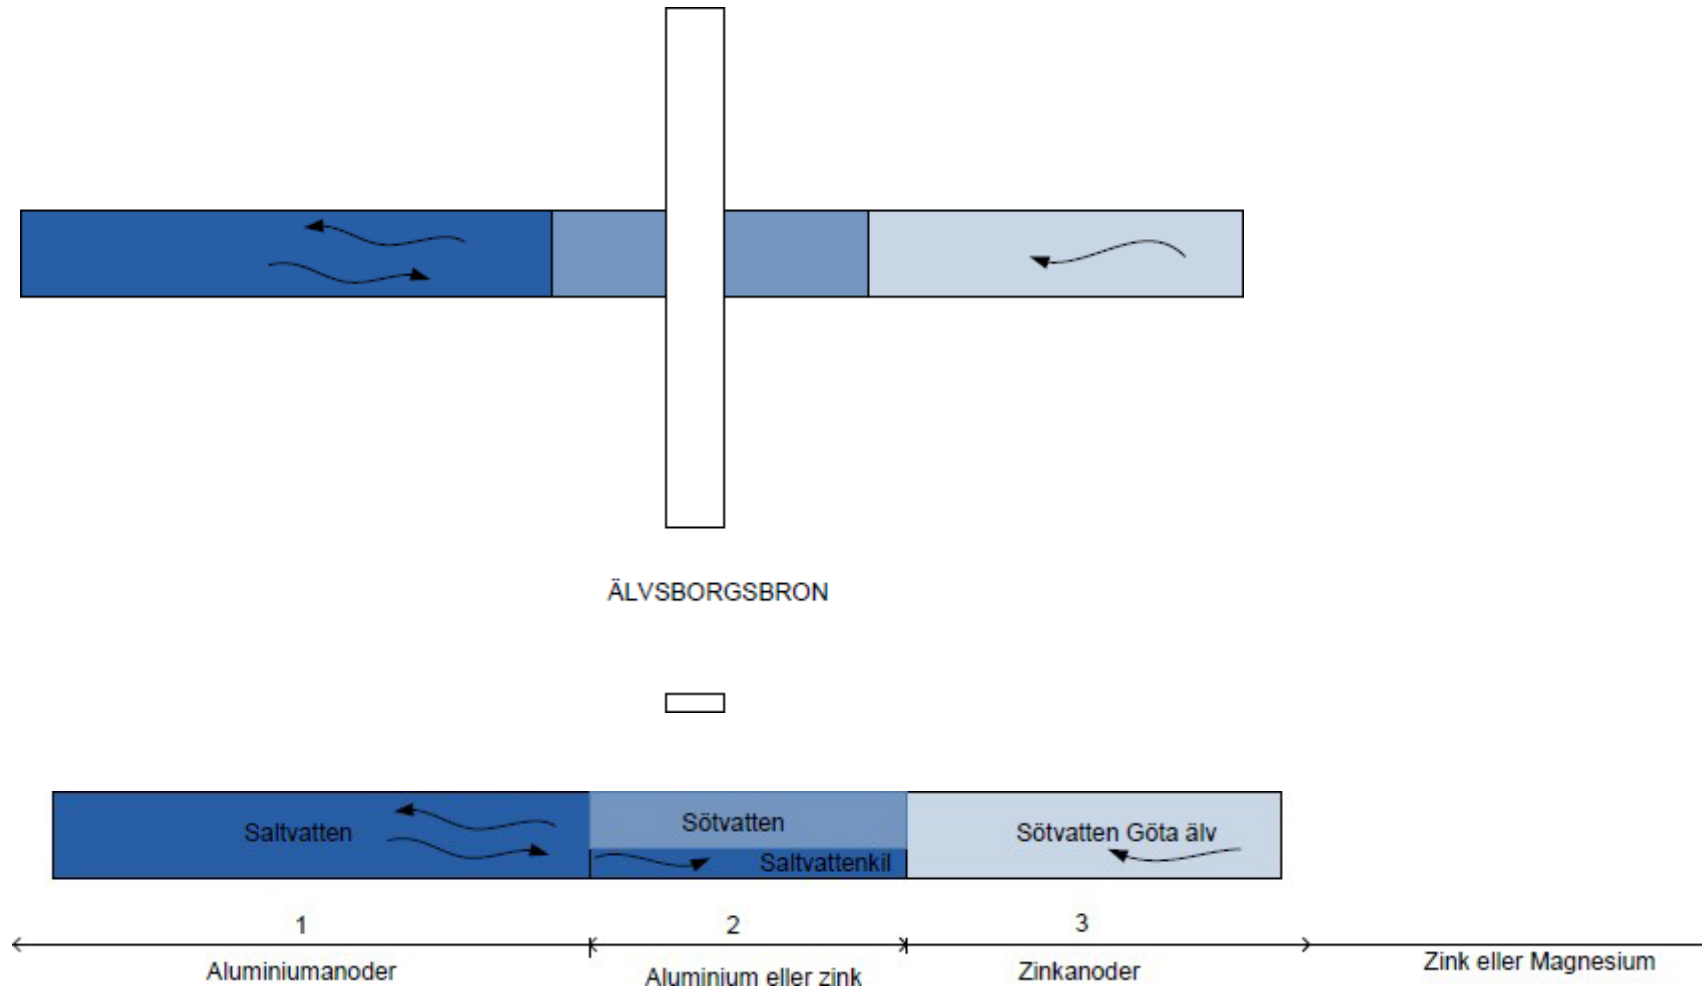 ÄLVSBORGSBRON
Saltvatten
Sötvatten
Saltvattenkil
Sötvatten Göta älv
1
2
3
Aluminiumanoder
Aluminium eller zink
Zinkanoder
Zink eller Magnesium